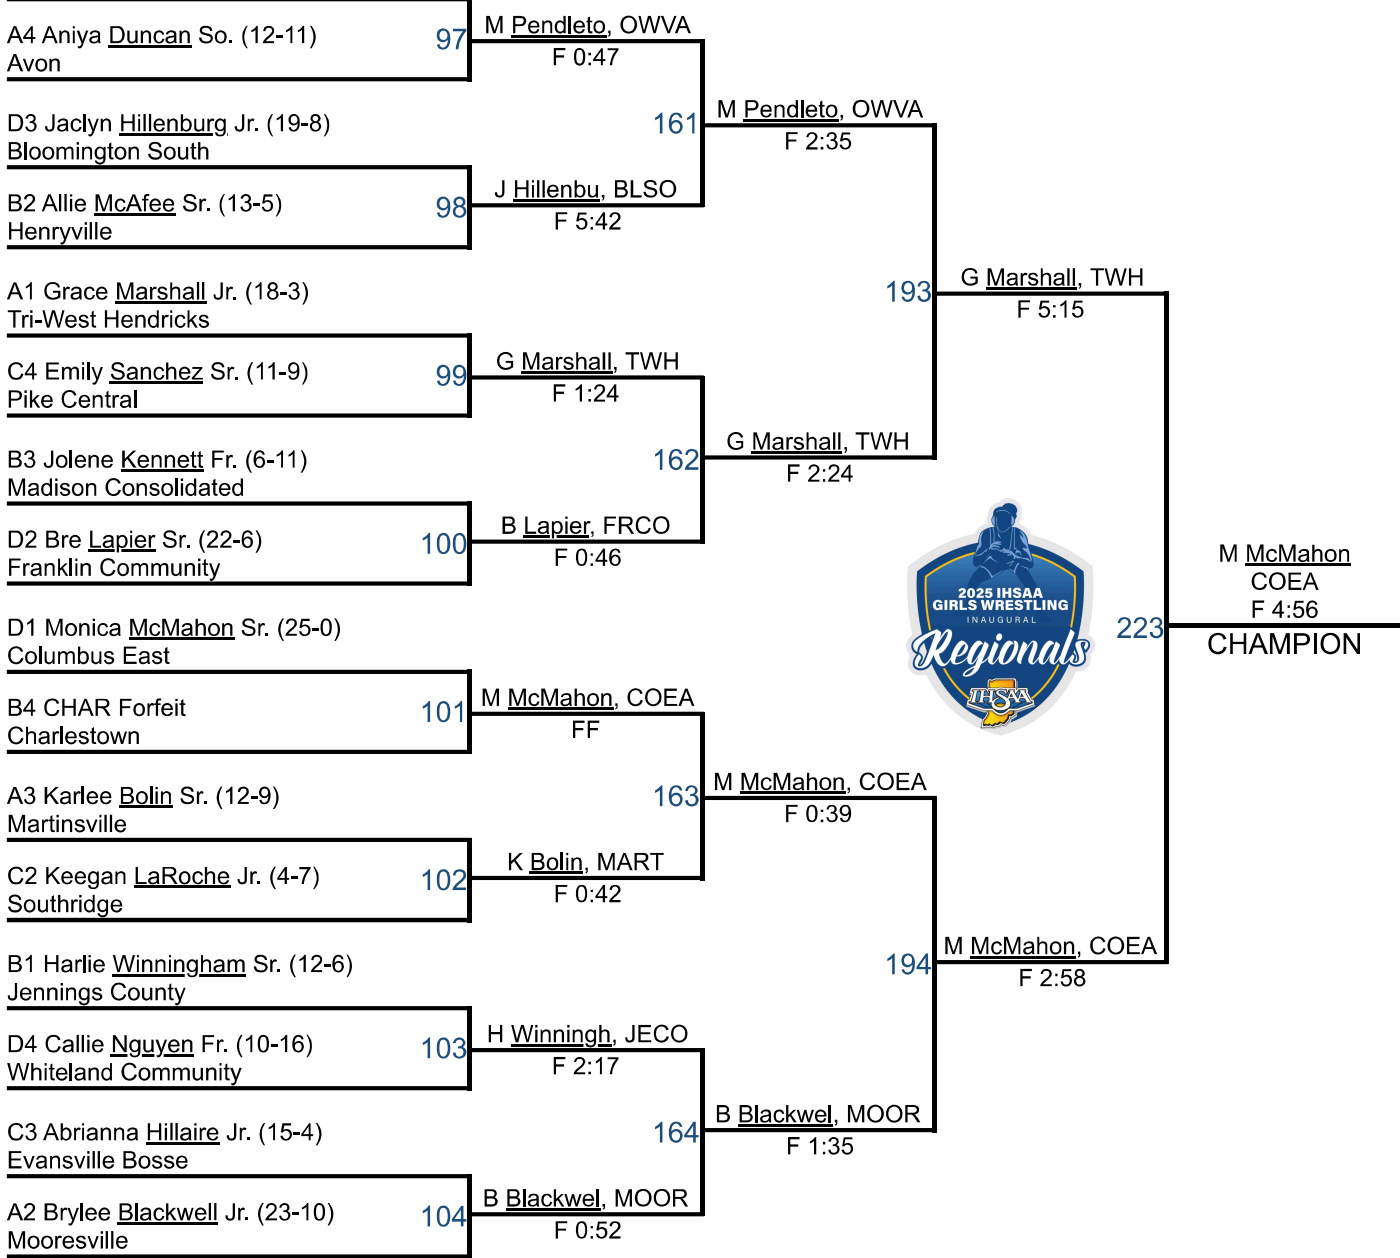 A4 Aniya Duncan So. (12-11)
Avon
97
M Pendleto, OWVA
F 0:47
D3 Jaclyn Hillenburg Jr. (19-8)
Bloomington South
161
M Pendleto, OWVA
F 2:35
B2 Allie McAfee Sr. (13-5)
Henryville
98
J Hillenbu, BLSO
F 5:42
A1 Grace Marshall Jr. (18-3)
Tri-West Hendricks
193
G Marshall, TWH
F 5:15
C4 Emily Sanchez Sr. (11-9)
Pike Central
99
G Marshall, TWH
F 1:24
B3 Jolene Kennett Fr. (6-11)
Madison Consolidated
162
G Marshall, TWH
F 2:24
D2 Bre Lapier Sr. (22-6)
Franklin Community
100
B Lapier, FRCO
F 0:46
2025 IHSAA
GIRLS WRESTLING
INAUGURAL
Regionals
IHSAA
223
M McMahon
COEA
F 4:56
CHAMPION
D1 Monica McMahon Sr. (25-0)
Columbus East
B4 CHAR Forfeit
Charlestown
101
M McMahon, COEA
FF
A3 Karlee Bolin Sr. (12-9)
Martinsville
163
M McMahon, COEA
F 0:39
C2 Keegan LaRoche Jr. (4-7)
Southridge
102
K Bolin, MART
F 0:42
B1 Harlie Winningham Sr. (12-6)
Jennings County
194
M McMahon, COEA
F 2:58
D4 Callie Nguyen Fr. (10-16)
Whiteland Community
103
H Winningh, JECO
F 2:17
C3 Abrianna Hillaire Jr. (15-4)
Evansville Bosse
164
B Blackwel, MOOR
F 1:35
A2 Brylee Blackwell Jr. (23-10)
Mooresville
104
B Blackwel, MOOR
F 0:52